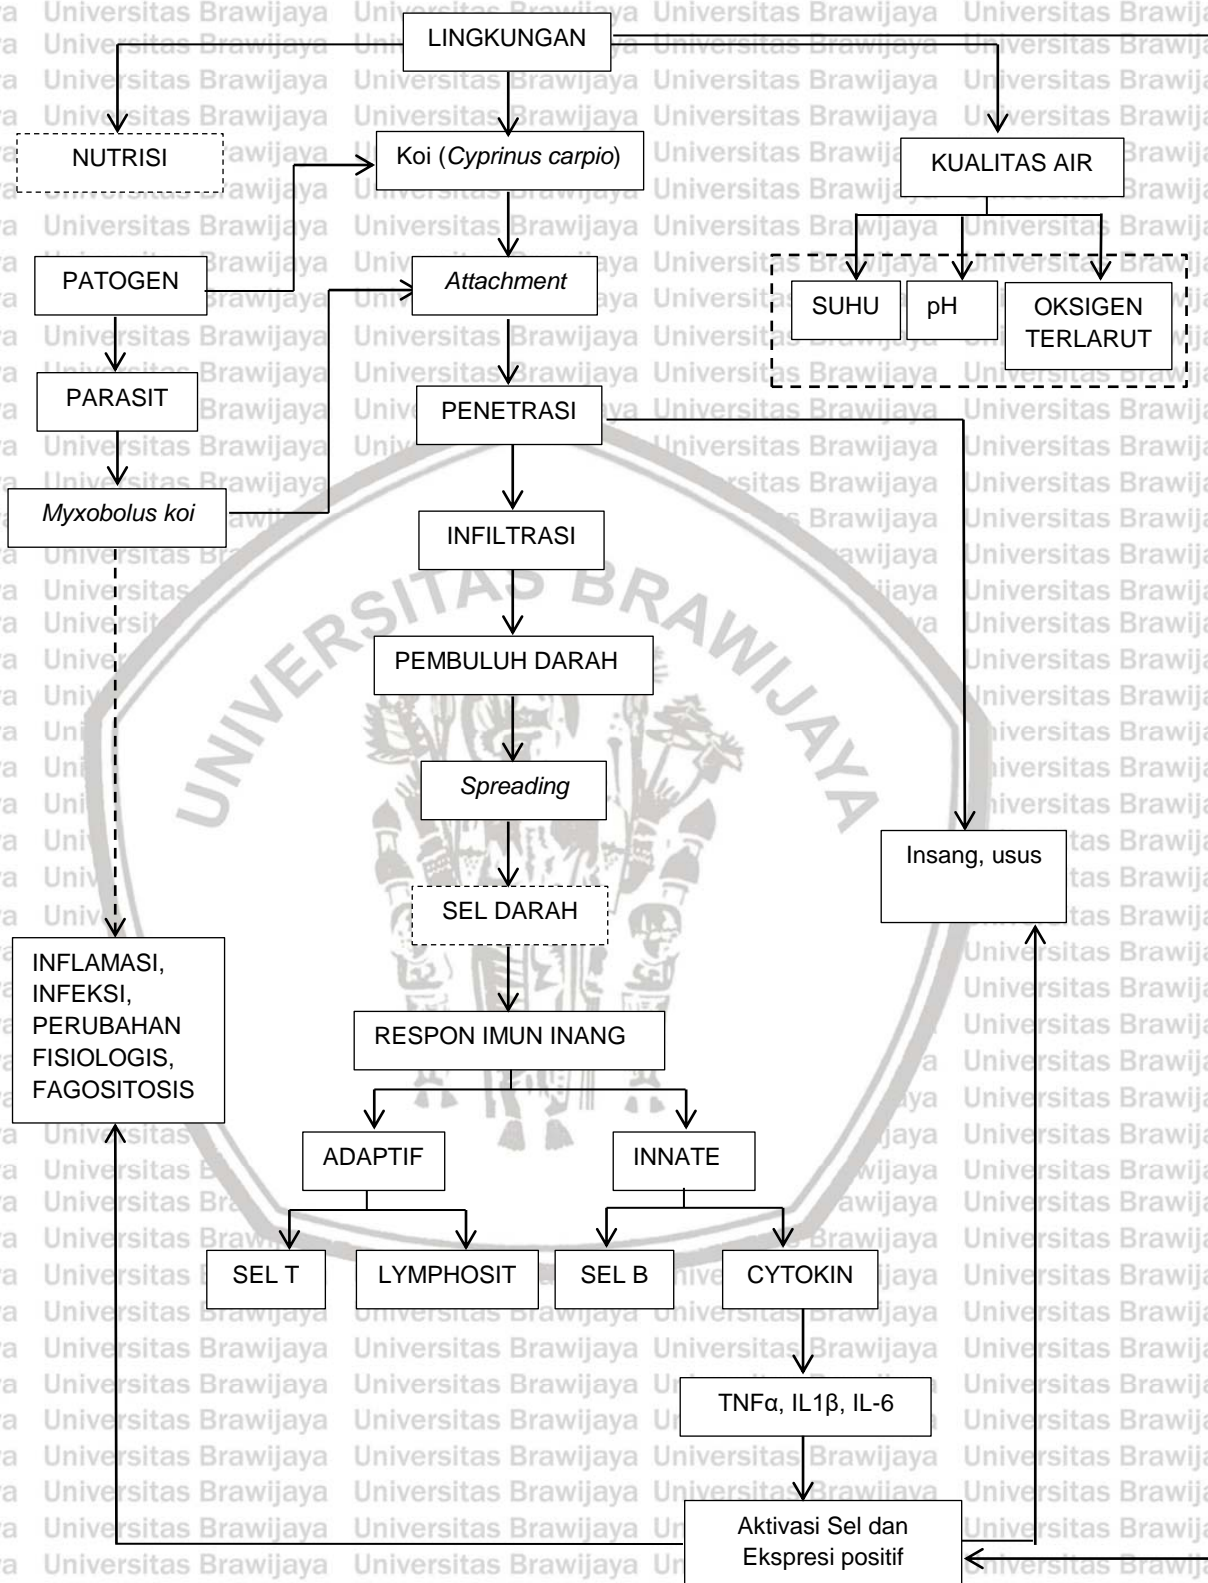 LINGKUNGAN
NUTRISI
Koi (Cyprinus carpio)
KUALITAS AIR
PATOGEN
Attachment
SUHU
pH
OKSIGEN
TERLARUT
PARASIT
PENETRASI
Myxobolus koi
INFILTRASI
PEMBULUH DARAH
Spreading
Insang, usus
SEL DARAH
INFLAMASI,
INFEKSI,
PERUBAHAN
FISIOLOGIS,
FAGOSITOSIS
RESPON IMUN INANG
ADAPTIF
INNATE
SEL T
LYMPHOSIT
SEL B
CYTOKIN
TNFα, IL1β, IL-6
Aktivasi Sel dan
Ekspresi positif
UNIVERSITAS BRAWIJAYA